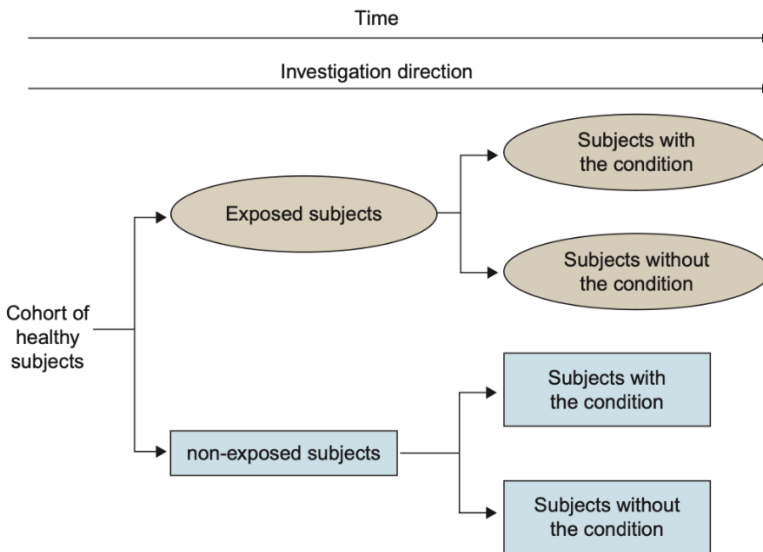 Time
Investigation direction
Subjects with
the condition
Exposed subjects
Subjects without
the condition
Cohort of
healthy
subjects
Subjects with
the condition
non-exposed subjects
Subjects without
the condition